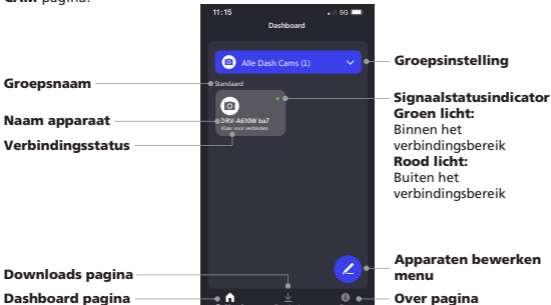 CAM pagina.
11:15
5G
Dashboard
Alle Dash Cams (1)
Groepsinstelling
Groepsnaam
Standaard
Signaalstatusindicator
Groen licht:
Binnen het
verbindingsbereik
Rood licht:
Buiten het
verbindingsbereik
Naam apparaat
DRV-A610W ba7
Klaar voor verbinden
Verbindingsstatus
Apparaten bewerken
menu
Downloads pagina
Dashboard pagina
Over pagina